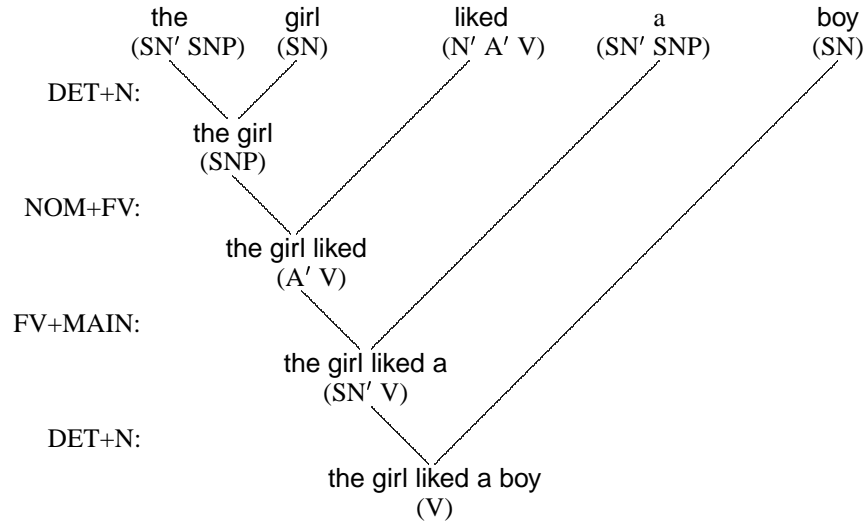 the girl liked a boy
(SN′ SNP) (SN) (N′ A′ V) (SN′ SNP) (SN)
DET+N:
the girl
(SNP)
NOM+FV:
the girl liked
(A′ V)
FV+MAIN:
the girl liked a
(SN′ V)
DET+N:
the girl liked a boy
(V)